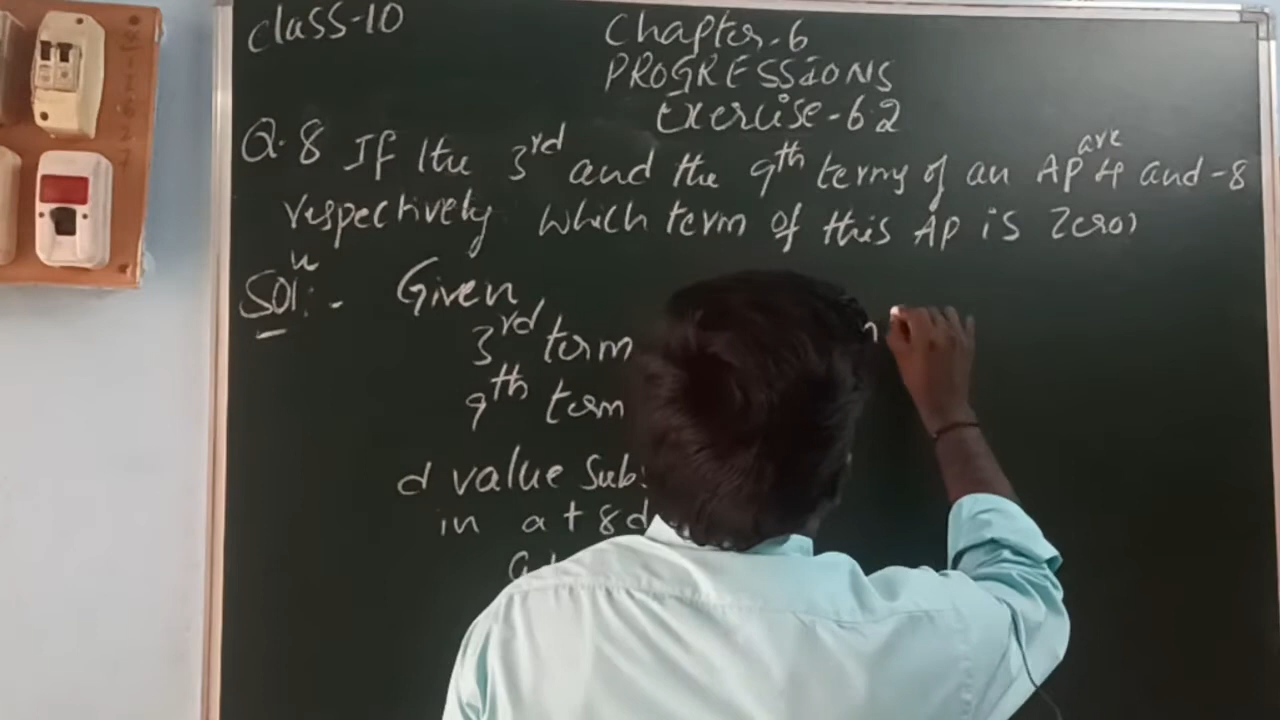 Class-10
Chapter-6
PROGRESSIONS
Exercise-6.2
Q.8 If the 3rd and the 9th terms of an AP are 4 and -8
respectively which term of this AP is zero?
Soln:- Given,
3rd term
9th term
d value Subs
in a + 8d